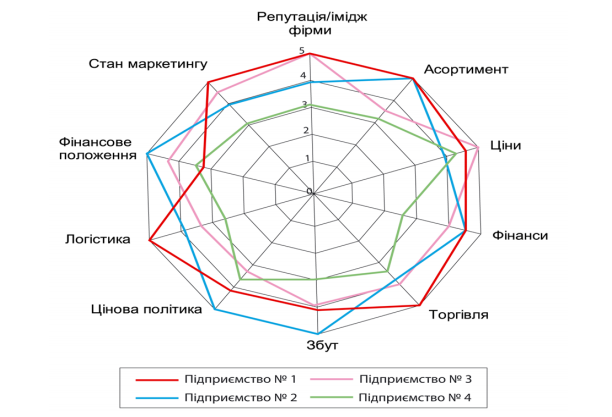 Репутація/імідж
фірми
5
Стан маркетингу
Асортимент
4
3
Фінансове
положення
Ціни
2
1
0
Логістика
Фінанси
Цінова політика
Торгівля
Збут
Підприємство № 1
Підприємство № 3
Підприємство № 2
Підприємство № 4